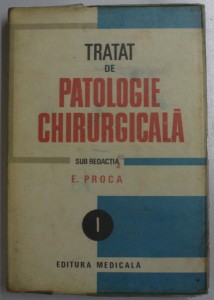 TRATAT
DE
PATOLOGIE
CHIRURGICALĂ
SUB REDACȚIA
E. PROCA
I
EDITURA MEDICALĂ